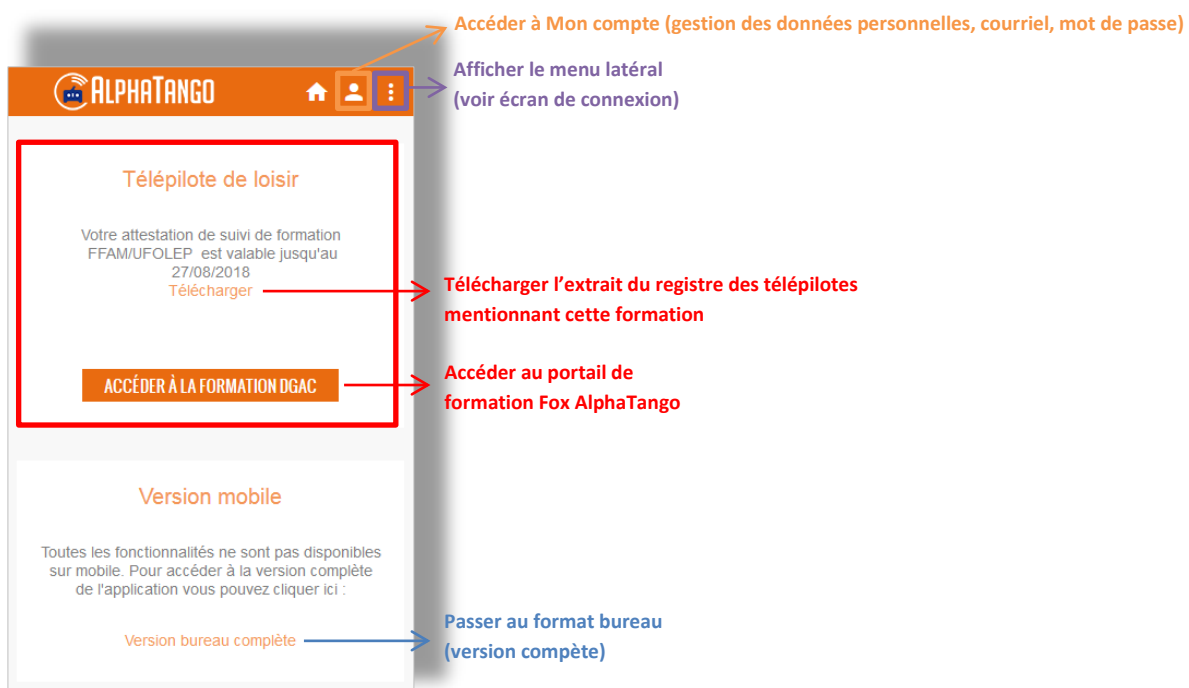 Accéder à Mon compte (gestion des données personnelles, courriel, mot de passe)
Afficher le menu latéral
(voir écran de connexion)
ALPHATANGO
Télépilote de loisir
Votre attestation de suivi de formation
FFAM/UFOLEP est valable jusqu'au
27/08/2018
Télécharger
Télécharger l’extrait du registre des télépilotes
mentionnant cette formation
ACCÉDER À LA FORMATION DGAC
Accéder au portail de
formation Fox AlphaTango
Version mobile
Toutes les fonctionnalités ne sont pas disponibles
sur mobile. Pour accéder à la version complète
de l'application vous pouvez cliquer ici :
Version bureau complète
Passer au format bureau
(version compète)